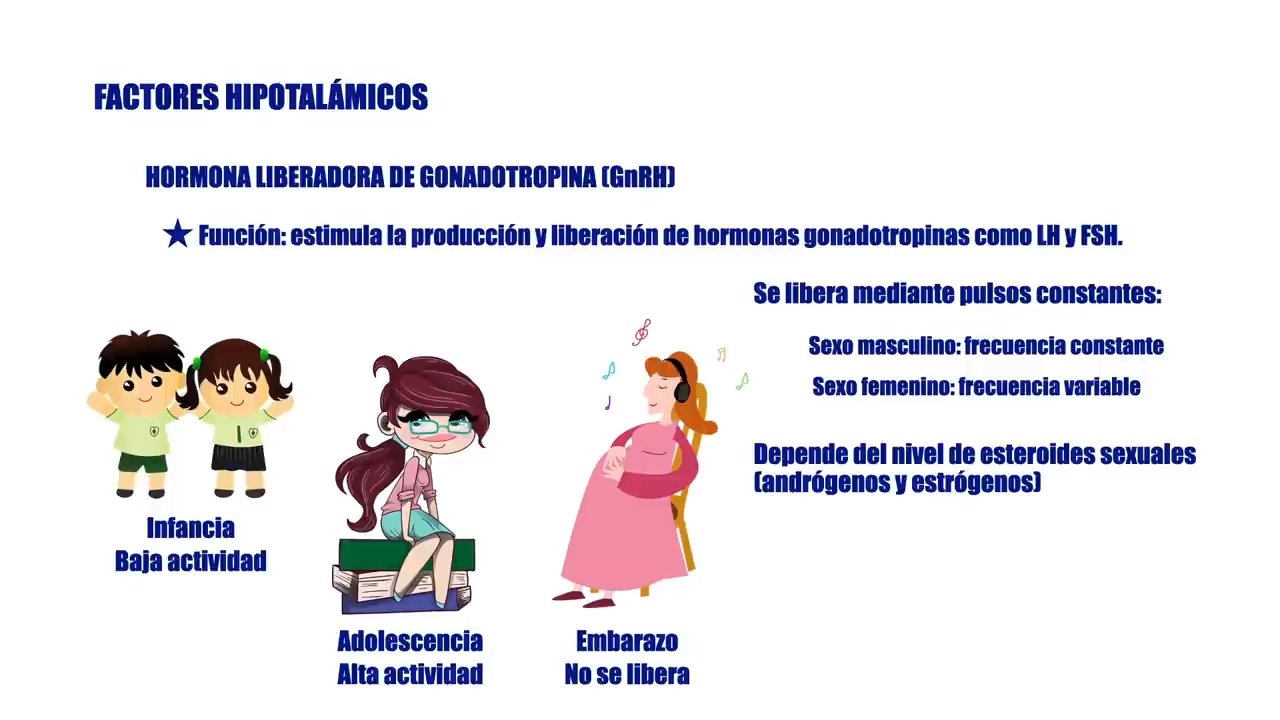 FACTORES HIPOTALÁMICOS
HORMONA LIBERADORA DE GONADOTROPINA (GnRH)
Función: estimula la producción y liberación de hormonas gonadotropinas como LH y FSH.
Se libera mediante pulsos constantes:
Sexo masculino: frecuencia constante
Sexo femenino: frecuencia variable
Depende del nivel de esteroides sexuales
(andrógenos y estrógenos)
Infancia
Baja actividad
Adolescencia
Alta actividad
Embarazo
No se libera